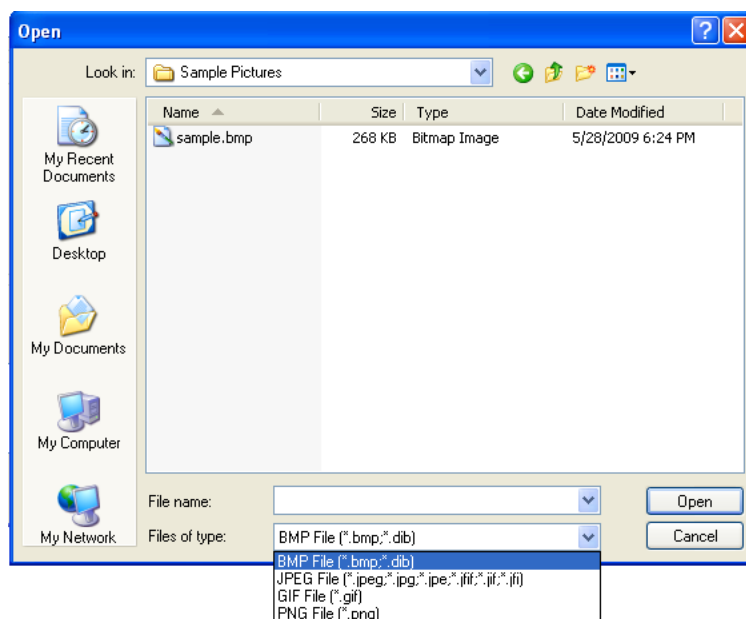 Open
Look in: Sample Pictures
Name Size Type Date Modified
sample.bmp 268 KB Bitmap Image 5/28/2009 6:24 PM
My Recent
Documents
Desktop
My Documents
My Computer
My Network
File name: Open
Files of type: BMP File (*.bmp;*.dib) Cancel
BMP File (*.bmp;*.dib)
JPEG File (*.jpeg;*.jpg;*.jpe;*.jfif;*.jif;*.jfi)
GIF File (*.gif)
PNG File (*.png)